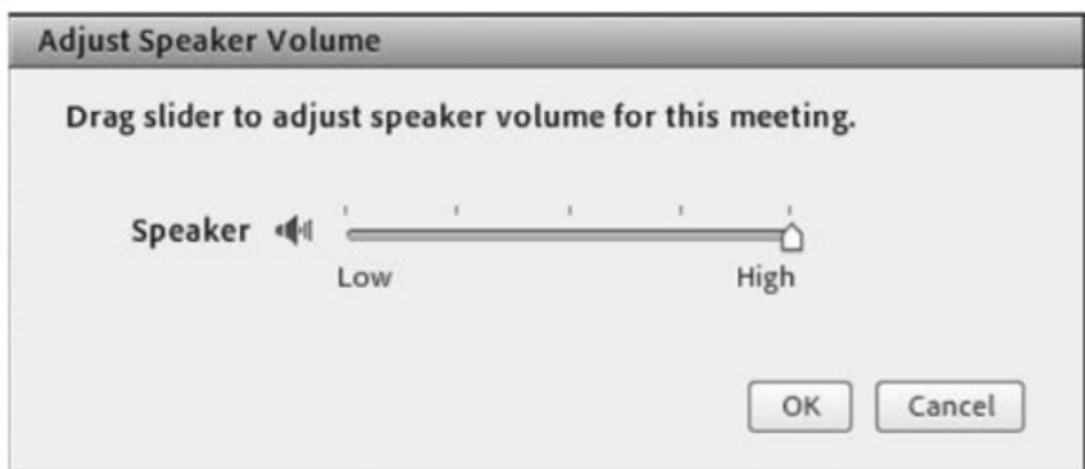 Adjust Speaker Volume
Drag slider to adjust speaker volume for this meeting.
Speaker
Low High
OK Cancel